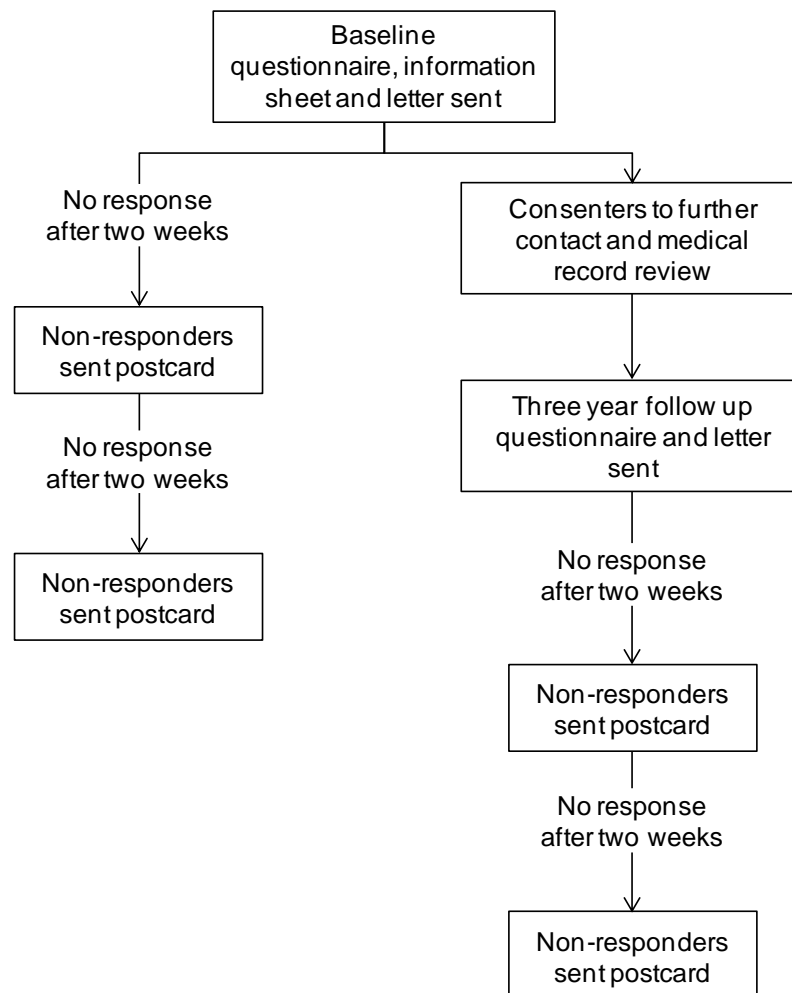 Baseline
questionnaire, information
sheet and letter sent
No response
after two weeks
Non-responders
sent postcard
No response
after two weeks
Non-responders
sent postcard
Consenters to further
contact and medical
record review
Three year follow up
questionnaire and letter
sent
No response
after two weeks
Non-responders
sent postcard
No response
after two weeks
Non-responders
sent postcard